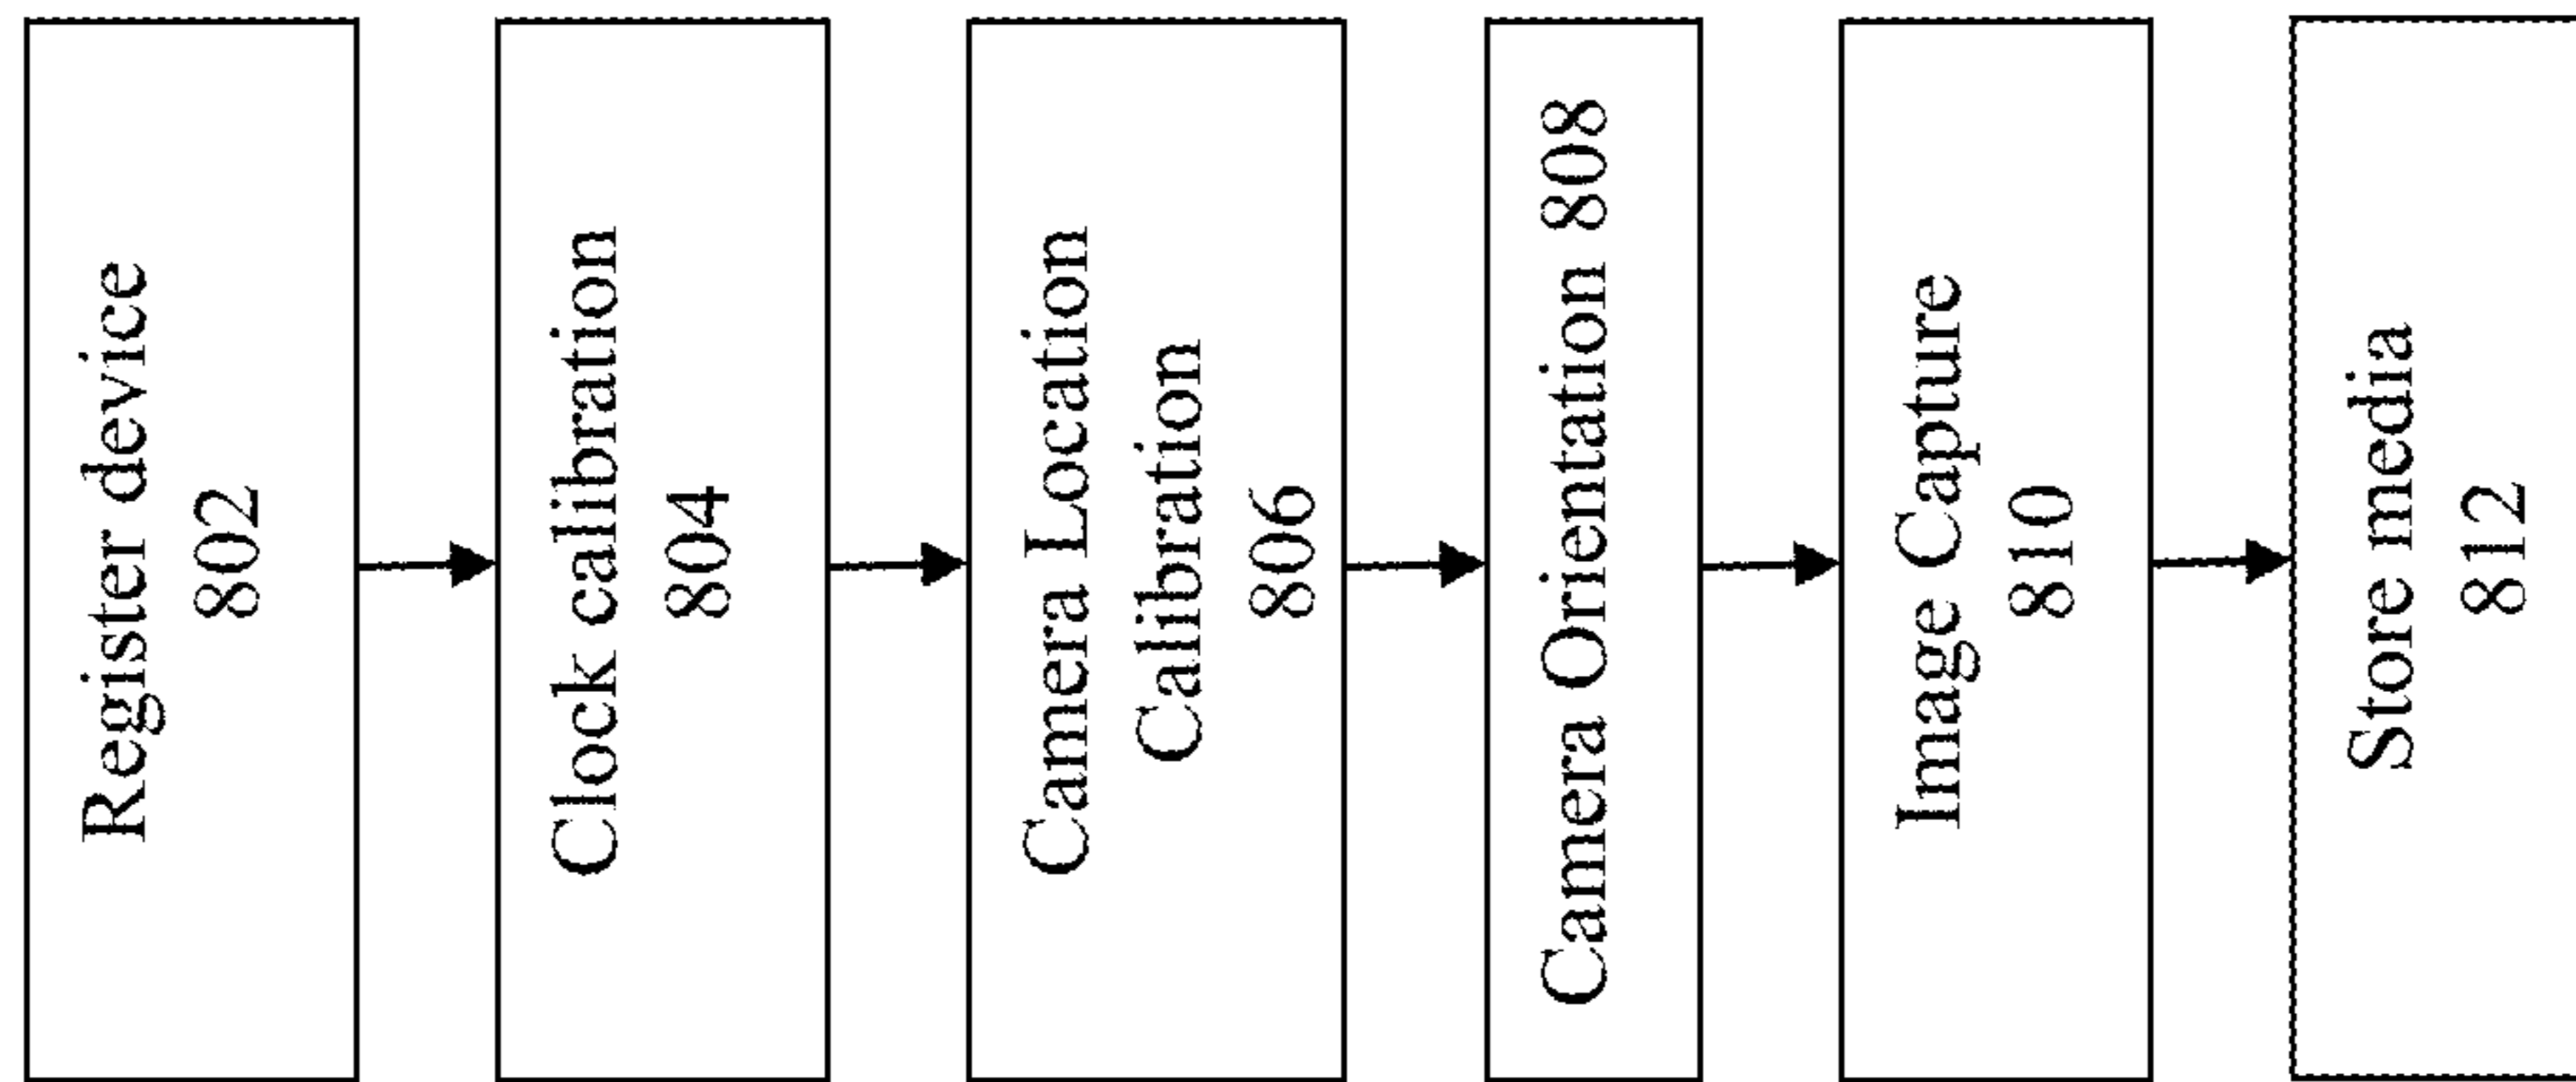 Register device
802
Clock calibration
804
Camera Location
Calibration
806
Camera Orientation 808
Image Capture
810
Store media
812